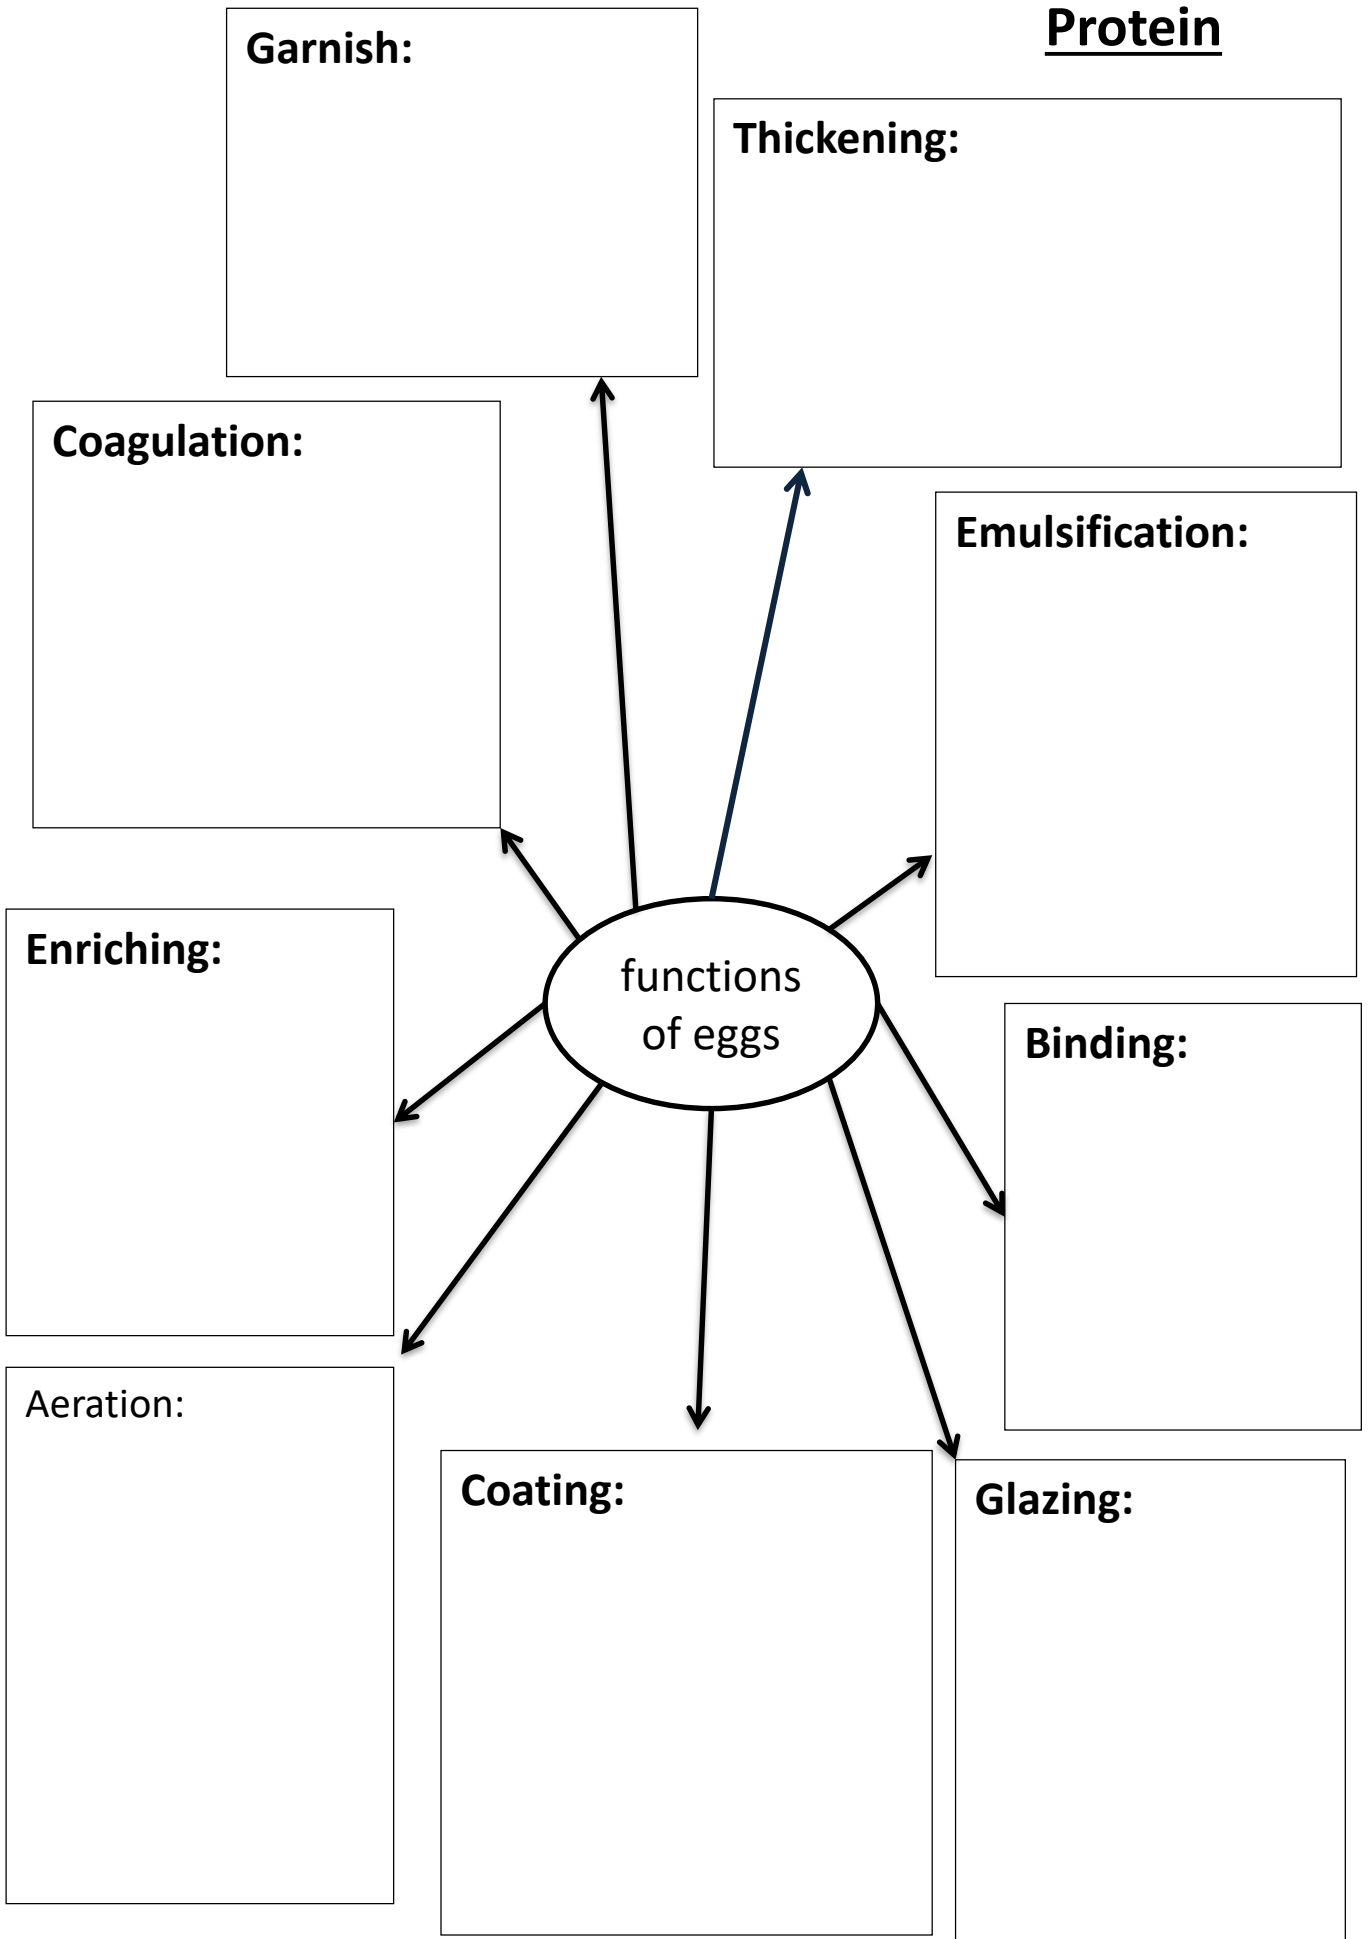 Protein
Garnish:
Thickening:
Coagulation:
Emulsification:
Enriching:
functions
of eggs
Binding:
Aeration:
Coating:
Glazing: